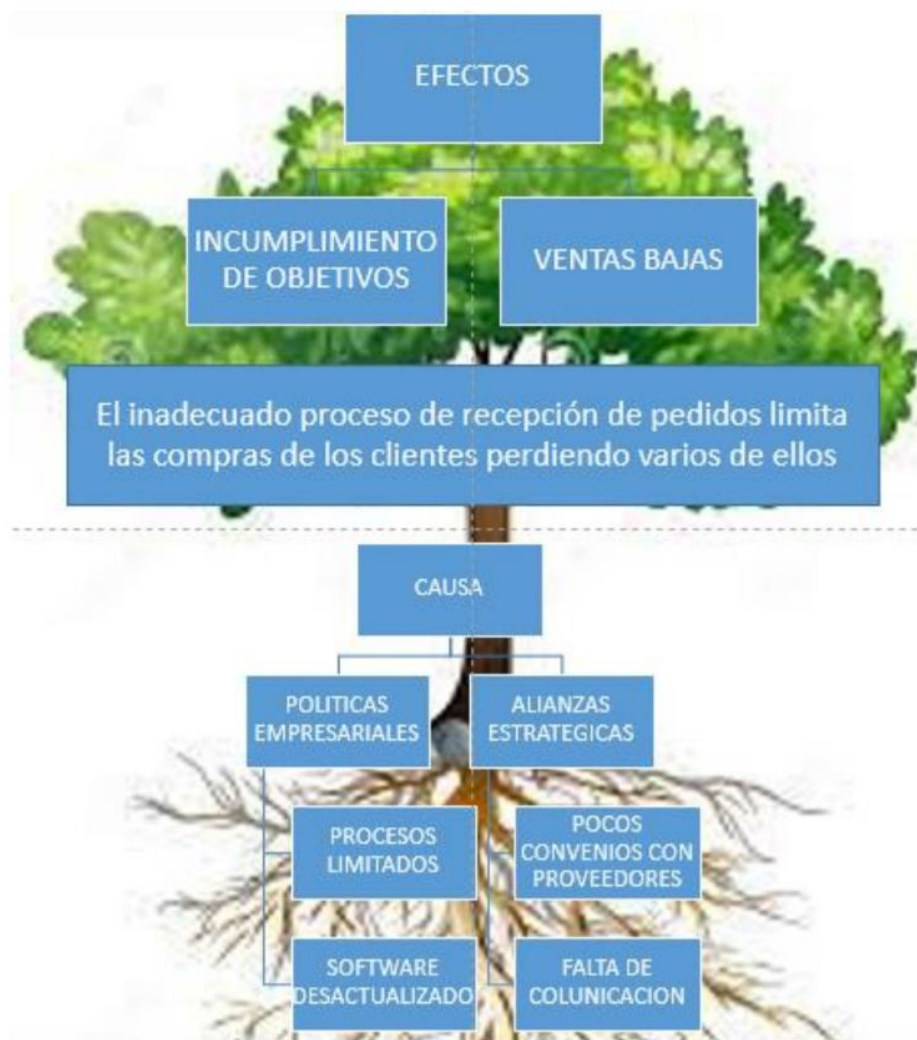 EFECTOS
INCUMPLIMIENTO
DE OBJETIVOS
VENTAS BAJAS
El inadecuado proceso de recepción de pedidos limita
las compras de los clientes perdiendo varios de ellos
CAUSA
POLITICAS
EMPRESARIALES
ALIANZAS
ESTRATEGICAS
PROCESOS
LIMITADOS
POCOS
CONVENIOS CON
PROVEEDORES
SOFTWARE
DESACTUALIZADO
FALTA DE
COLUNICACION